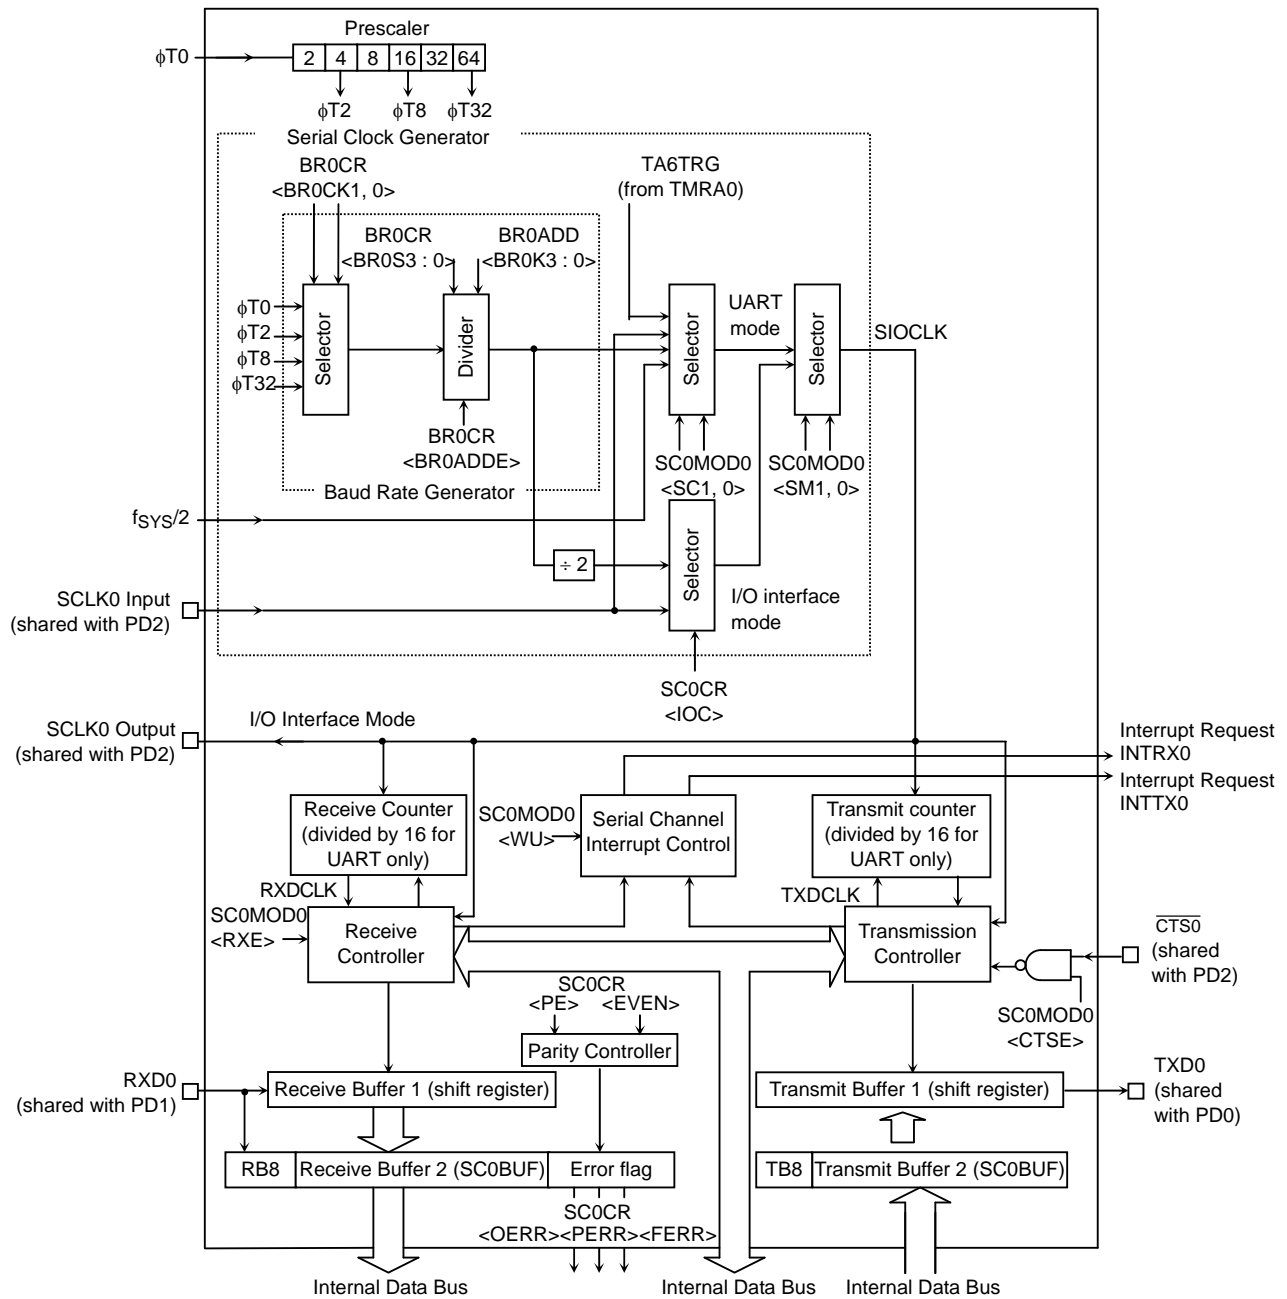 Prescaler
ϕT0
2 4 8 16 32 64
ϕT2 ϕT8 ϕT32
Serial Clock Generator
BR0CR
<BR0CK1, 0>
TA6TRG
(from TMRA0)
BR0CR
<BR0S3 : 0>
BR0ADD
<BR0K3 : 0>
ϕT0
ϕT2
ϕT8
ϕT32
Selector
Divider
Selector
UART
mode
Selector
SIOCLK
BR0CR
<BR0ADDE>
SC0MOD0
<SC1, 0>
SC0MOD0
<SM1, 0>
Baud Rate Generator
fSYS/2
÷ 2
Selector
I/O interface
mode
SCLK0 Input
(shared with PD2)
SC0CR
<IOC>
SCLK0 Output
(shared with PD2)
I/O Interface Mode
Interrupt Request
INTRX0
Interrupt Request
INTTX0
Receive Counter
(divided by 16 for
UART only)
SC0MOD0
<WU>
Serial Channel
Interrupt Control
Transmit counter
(divided by 16 for
UART only)
RXDCLK
TXDCLK
SC0MOD0
<RXE>
Receive
Controller
Transmission
Controller
CTS0
(shared
with PD2)
SC0MOD0
<CTSE>
SC0CR
<PE> <EVEN>
Parity Controller
RXD0
(shared with PD1)
Receive Buffer 1 (shift register)
Transmit Buffer 1 (shift register)
TXD0
(shared
with PD0)
RB8 Receive Buffer 2 (SC0BUF) Error flag
TB8 Transmit Buffer 2 (SC0BUF)
SC0CR
<OERR><PERR><FERR>
Internal Data Bus
Internal Data Bus
Internal Data Bus